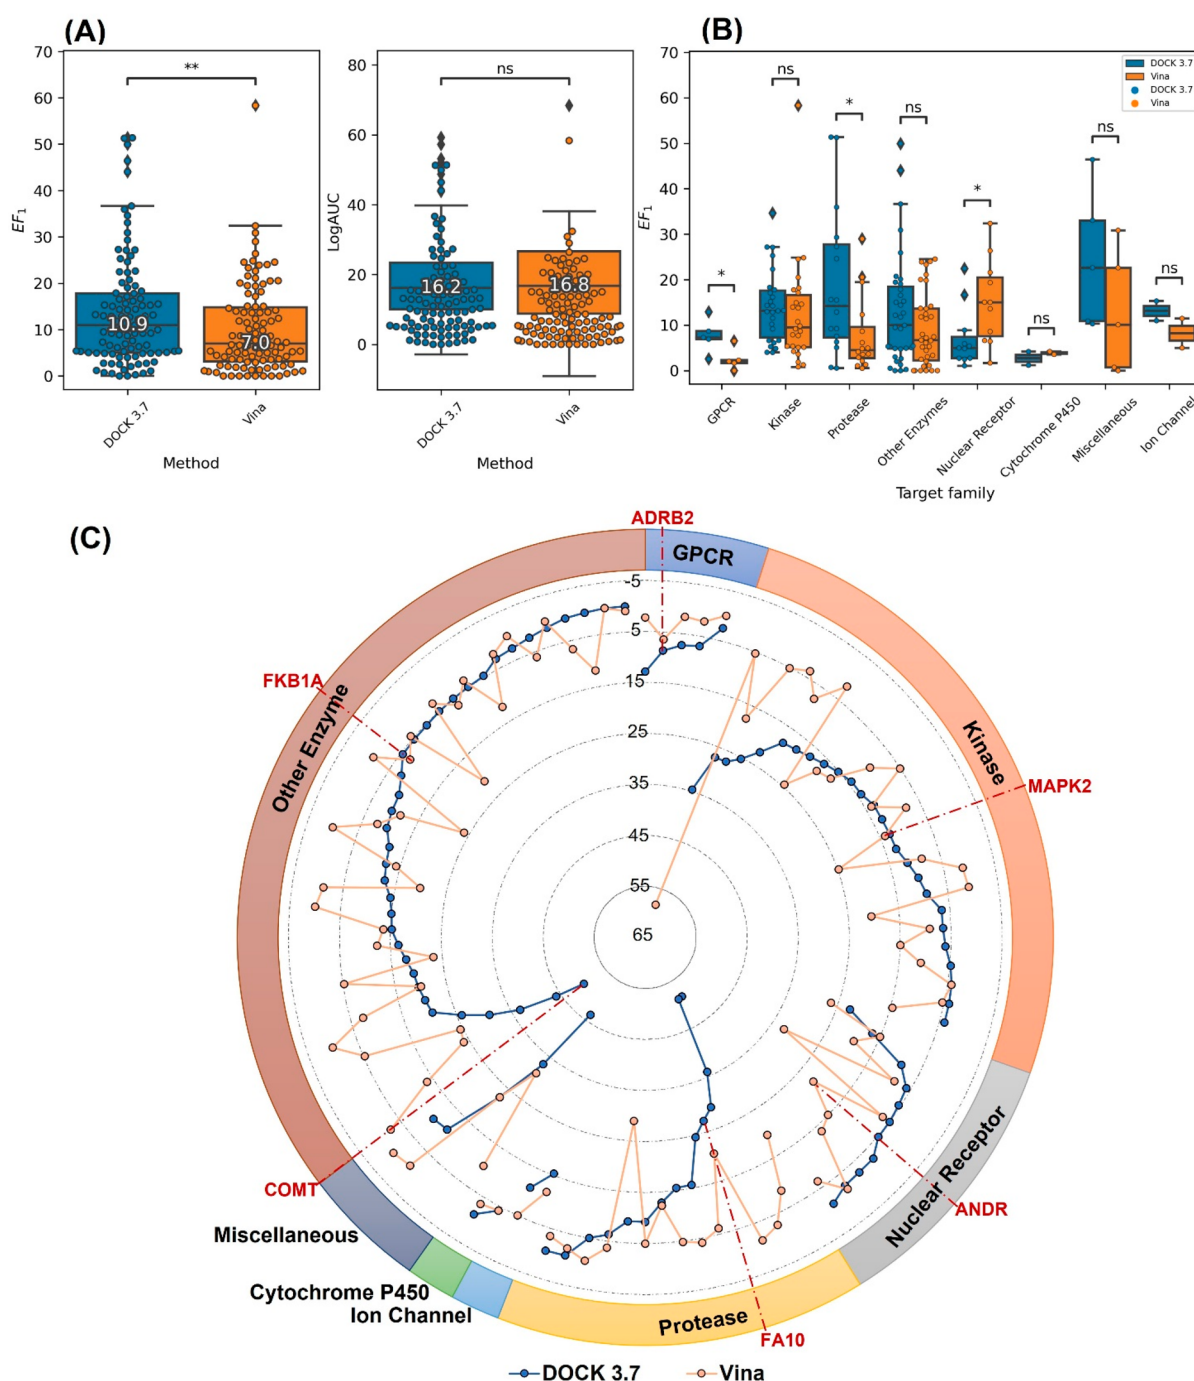 (A)
**
70
60
50
40
30
20
10
0
EF1
10.9
7.0
DOCK 3.7
Vina
Method
ns
80
60
40
20
0
LogAUC
16.2
16.8
DOCK 3.7
Vina
Method
(B)
70
60
50
40
30
20
10
0
EF1
DOCK 3.7
Vina
DOCK 3.7
Vina
*
ns
*
ns
*
ns
ns
ns
GPCR
Kinase
Protease
Other Enzymes
Nuclear Receptor
Cytochrome P450
Miscellaneous
Ion Channel
Target family
(C)
ADRB2
GPCR
-5
5
15
25
35
45
55
65
FKB1A
Other Enzyme
Kinase
MAPK2
COMT
Nuclear Receptor
ANDR
Miscellaneous
Cytochrome P450
Ion Channel
Protease
FA10
DOCK 3.7
Vina